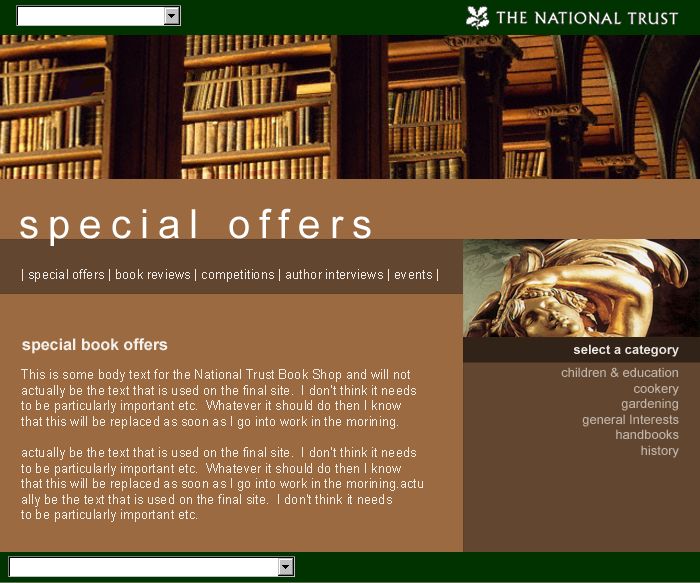 THE NATIONAL TRUST
special offers
| special offers | book reviews | competitions | author interviews | events |
special book offers
This is some body text for the National Trust Book Shop and will not
actually be the text that is used on the final site. I don't think it needs
to be particularly important etc. Whatever it should do then I know
that this will be replaced as soon as I go into work in the morining.
actually be the text that is used on the final site. I don't think it needs
to be particularly important etc. Whatever it should do then I know
that this will be replaced as soon as I go into work in the morining.actu
ally be the text that is used on the final site. I don't think it needs
to be particularly important etc.
select a category
children & education
cookery
gardening
general Interests
handbooks
history